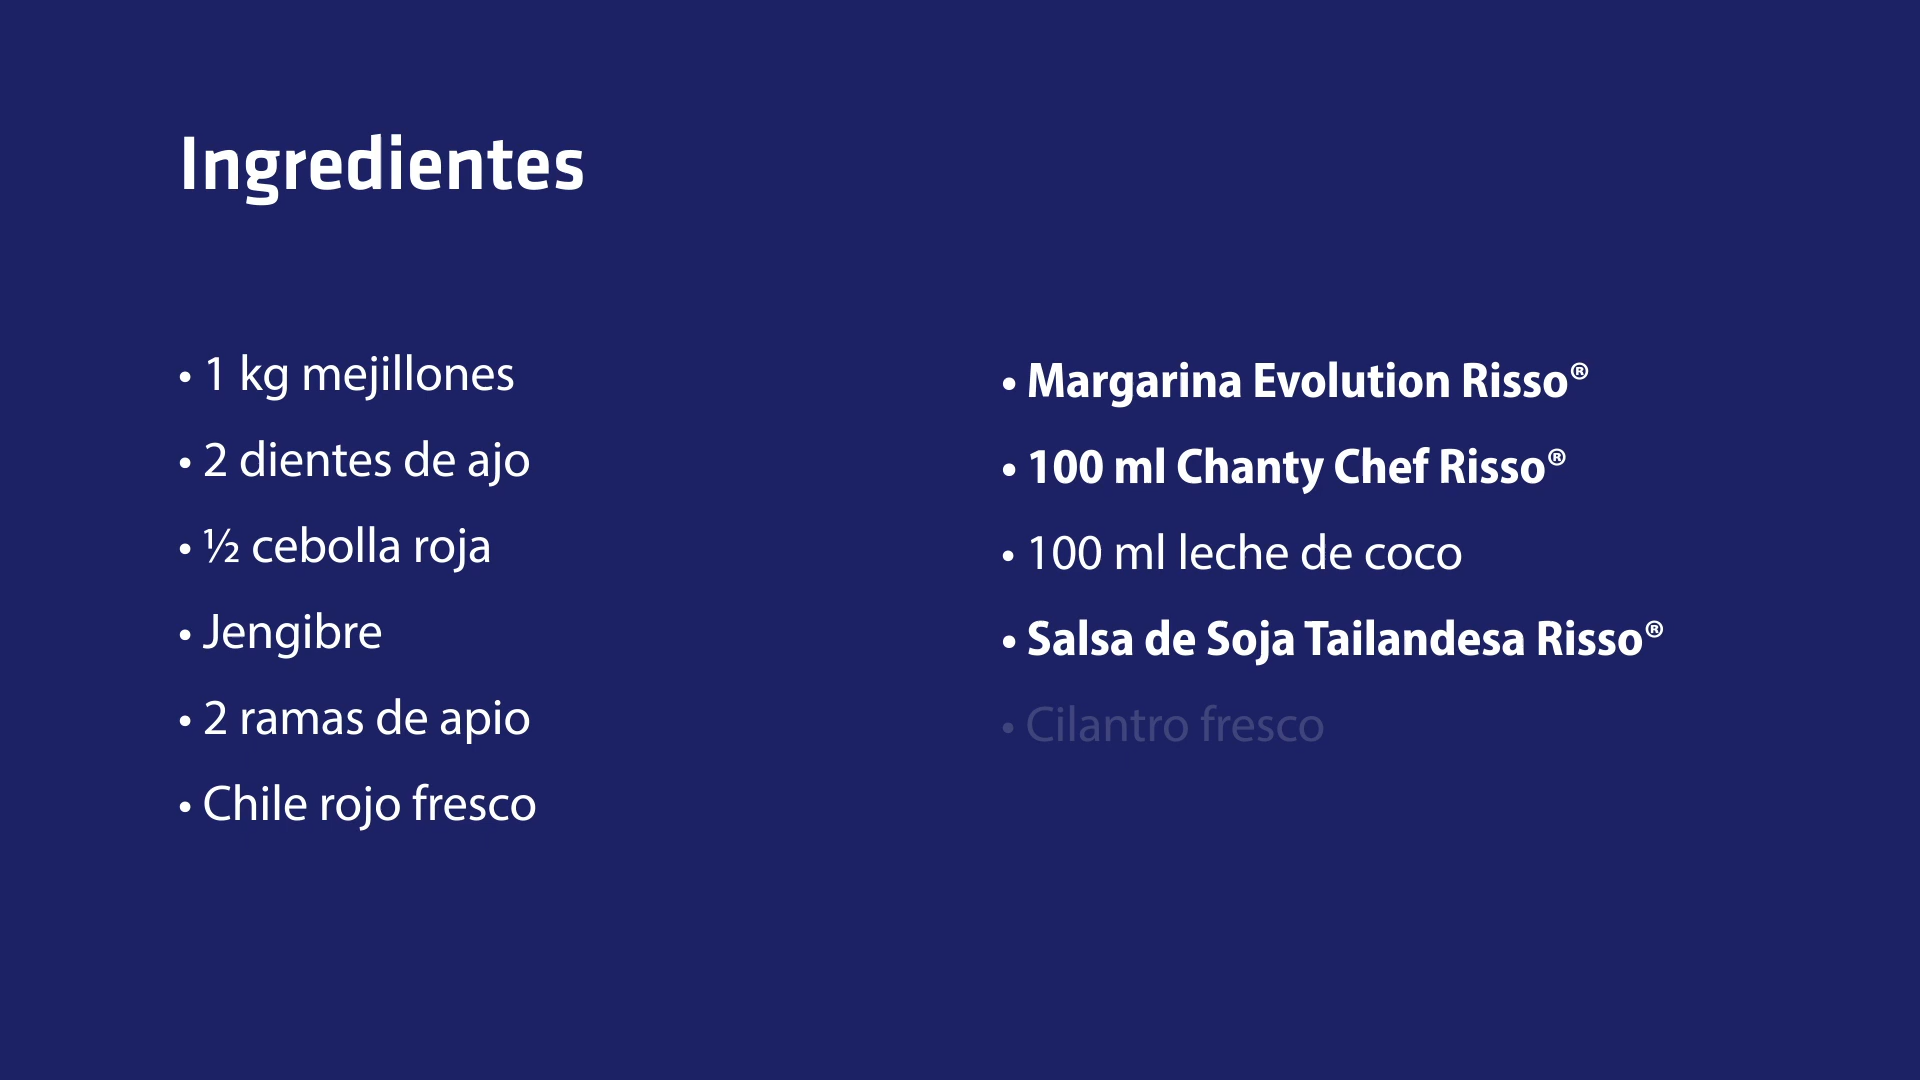 Ingredientes
• 1 kg mejillones
• 2 dientes de ajo
• ½ cebolla roja
• Jengibre
• 2 ramas de apio
• Chile rojo fresco
• Margarina Evolution Risso®
• 100 ml Chanty Chef Risso®
• 100 ml leche de coco
• Salsa de Soja Tailandesa Risso®
• Cilantro fresco